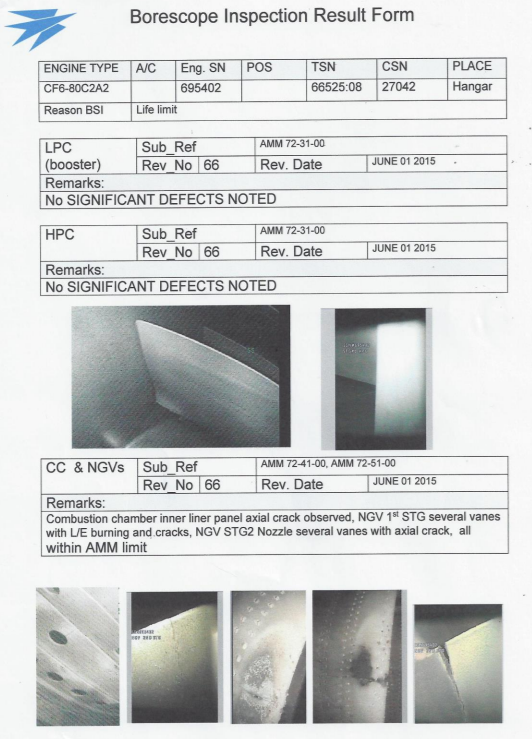 Borescope Inspection Result Form
ENGINE TYPE A/C Eng. SN POS TSN CSN PLACE
CF6-80C2A2 695402 66525:08 27042 Hangar
Reason BSI Life limit
LPC (booster) Sub_Ref AMM 72-31-00
Rev_No 66 Rev. Date JUNE 01 2015
Remarks:
No SIGNIFICANT DEFECTS NOTED
HPC Sub_Ref AMM 72-31-00
Rev_No 66 Rev. Date JUNE 01 2015
Remarks:
No SIGNIFICANT DEFECTS NOTED
CC & NGVs Sub_Ref AMM 72-41-00, AMM 72-51-00
Rev_No 66 Rev. Date JUNE 01 2015
Remarks:
Combustion chamber inner liner panel axial crack observed, NGV 1st STG several vanes
with L/E burning and cracks, NGV STG2 Nozzle several vanes with axial crack, all
within AMM limit